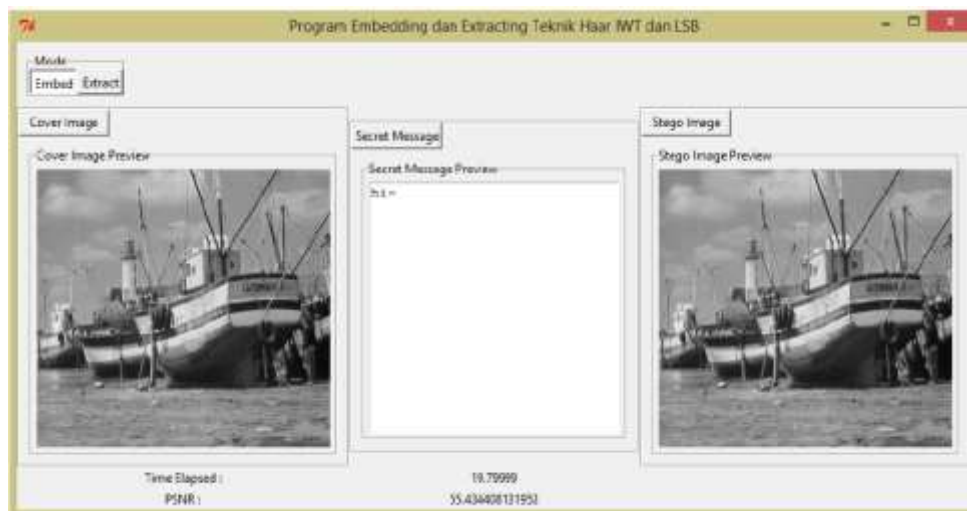 Program Embedding dan Extracting Teknik Haar IWT dan LSB
Mode
Embed Extract
Cover Image
Secret Message
Stego Image
Cover Image Preview
Secret Message Preview
Stego Image Preview
Time Elapsed : 19.79999
PSNR : 55.434408131953